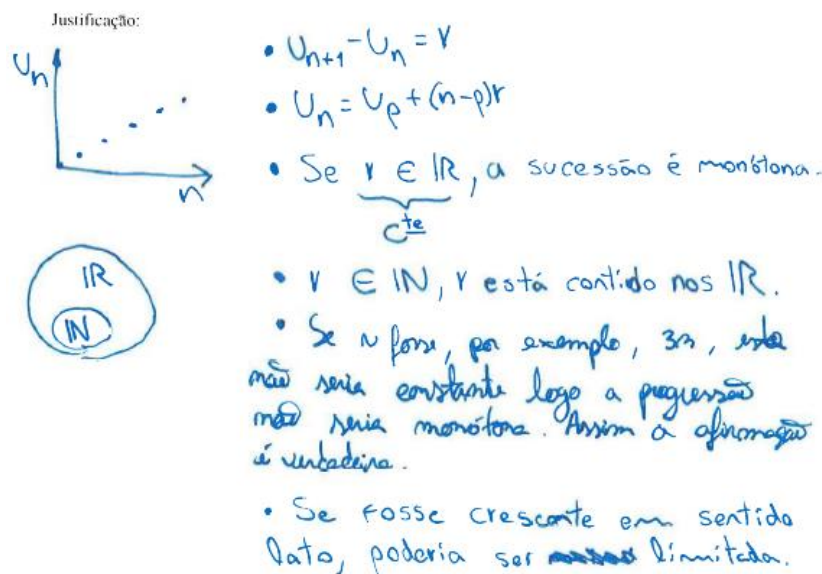 Justificação:
Un
n
• Un+1 - Un = r
• Un = Up + (n-p)r
• Se r ∈ IR, a sucessão é monótona.
Cte
IR
IN
• r ∈ IN, r está contido nos IR.
• Se r fosse, por exemplo, 3n, esta
não seria constante logo a progressão
não seria monótona. Assim a afirmação
é verdadeira.
• Se fosse crescente em sentido
lato, poderia ser limitada.